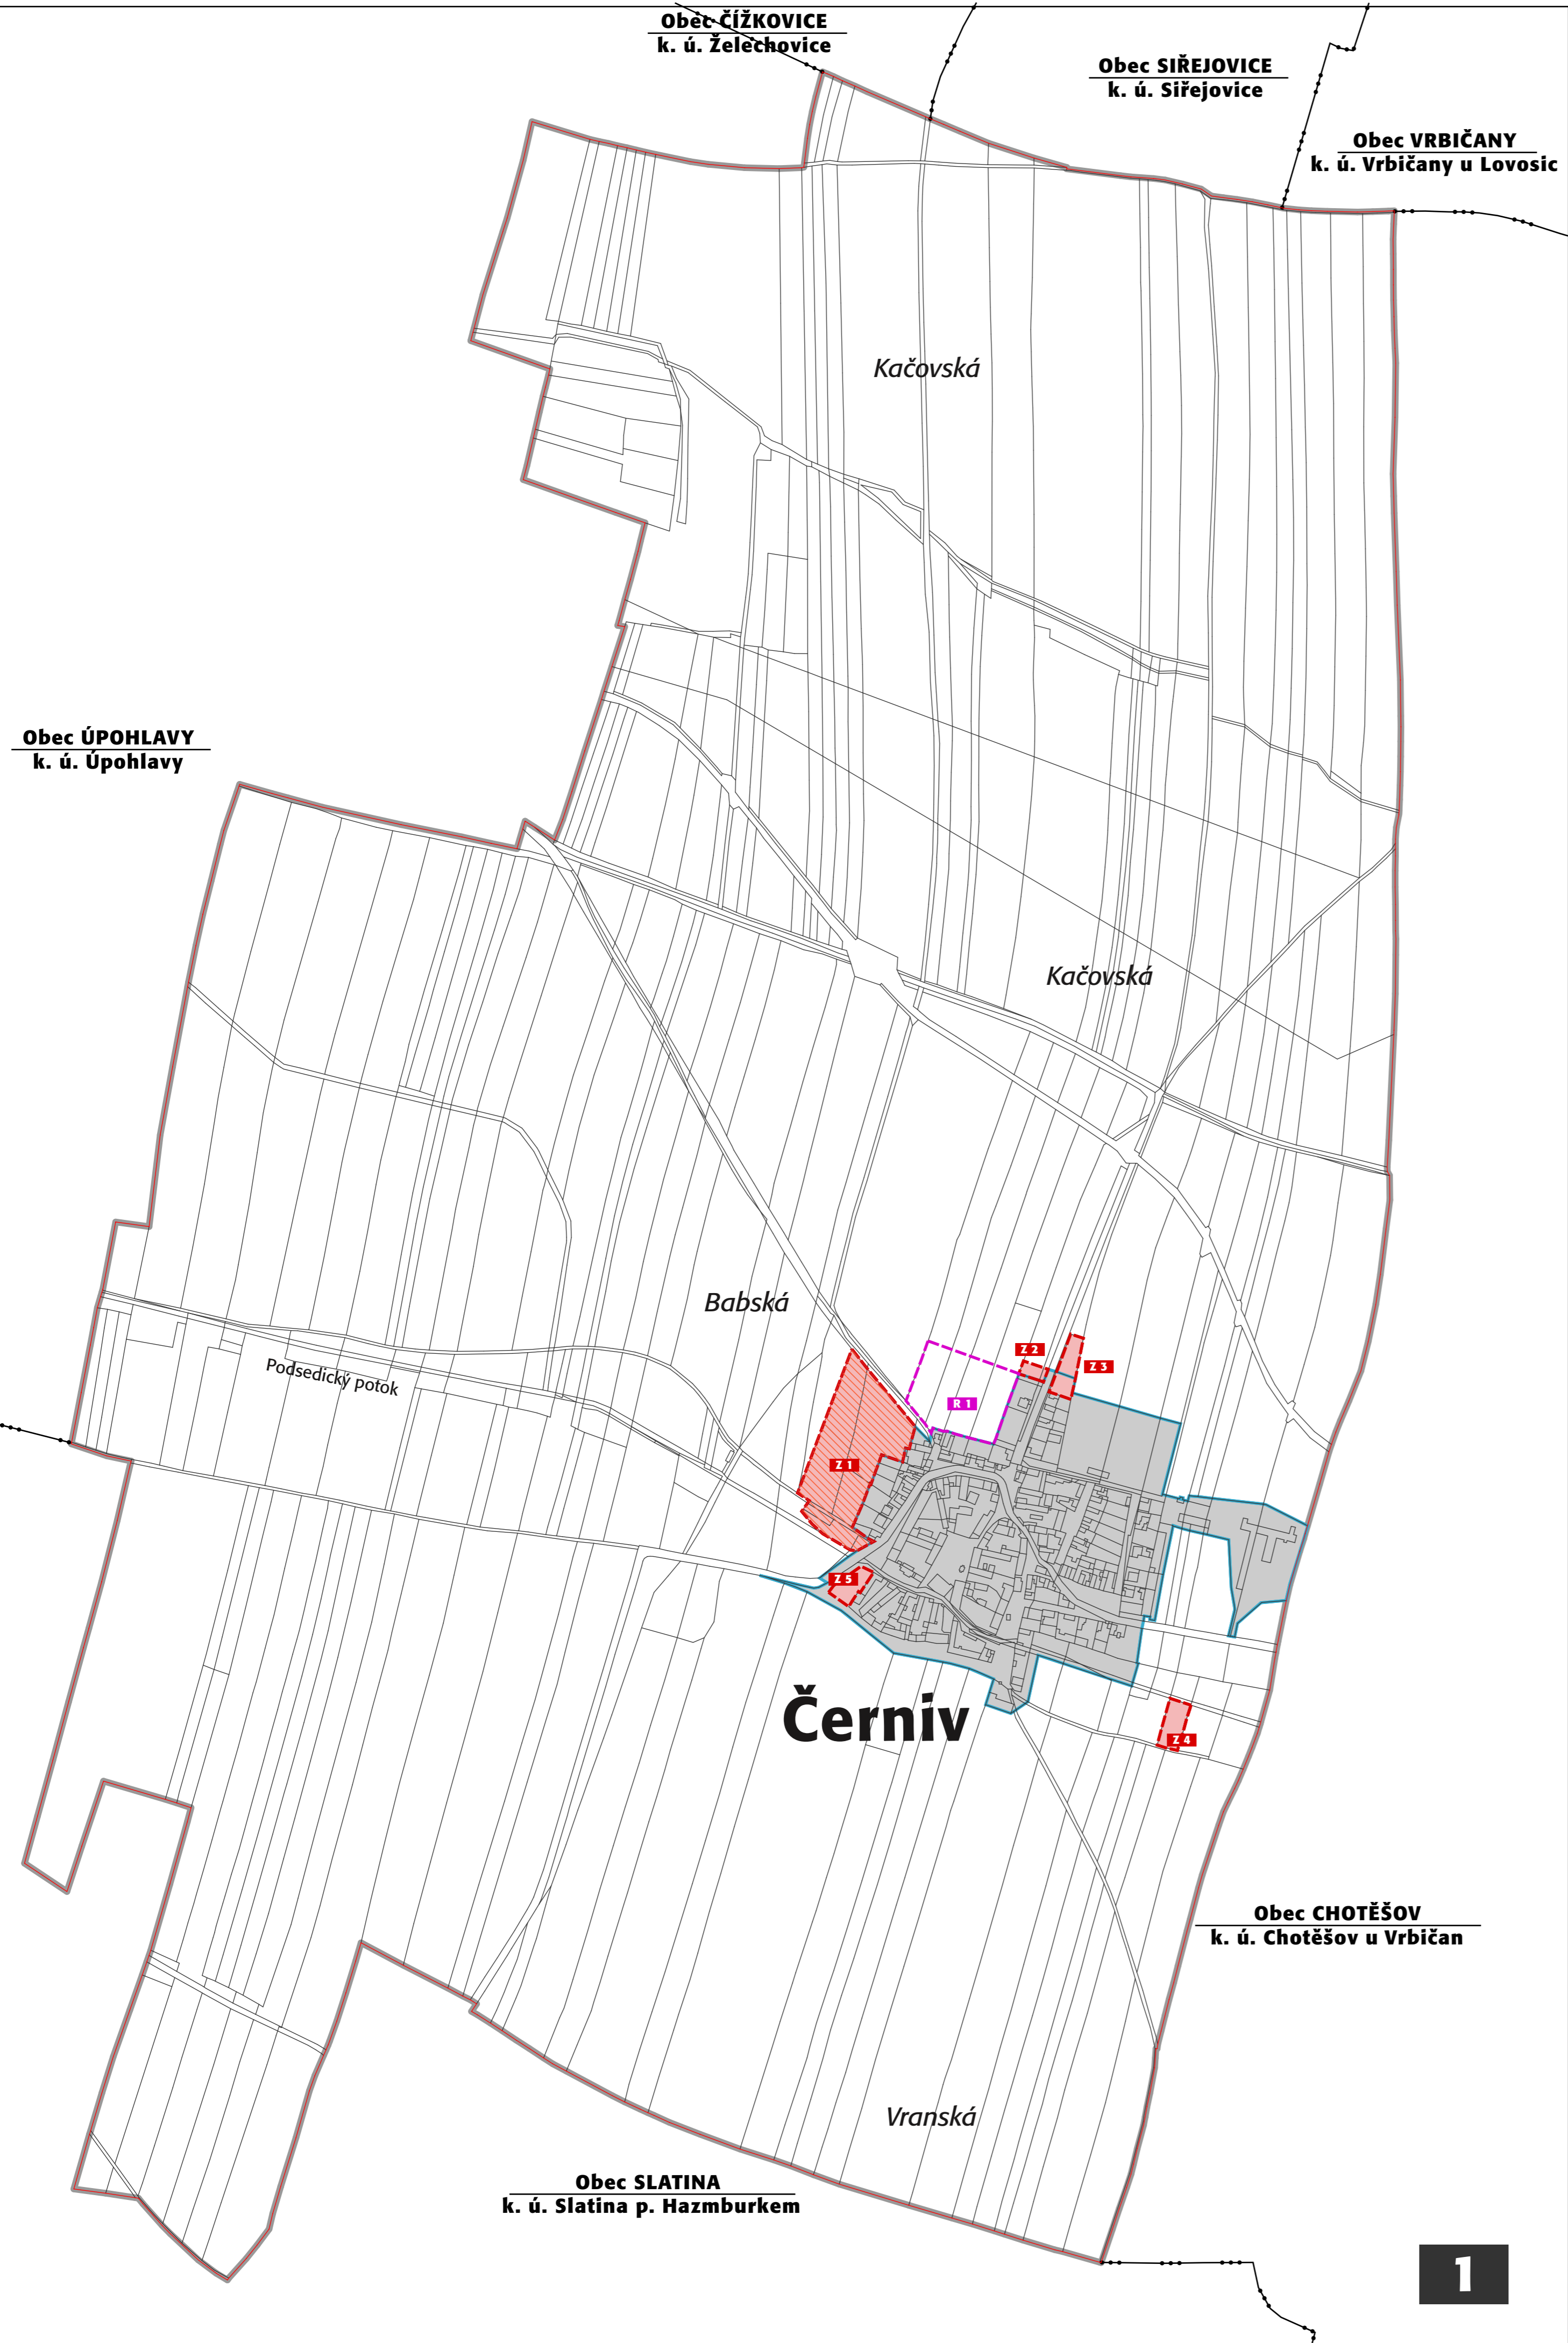 Obec ČÍŽKOVICE
k. ú. Želechovice
Obec SIŘEJOVICE
k. ú. Siřejovice
Obec VRBIČANY
k. ú. Vrbičany u Lovosic
Kačovská
Obec ÚPOHLAVY
k. ú. Úpohlavy
Kačovská
Babská
Podsedický potok
Z 2
Z 3
R 1
Z 1
Z 5
Černiv
Z 4
Obec CHOTĚŠOV
k. ú. Chotěšov u Vrbičan
Vranská
Obec SLATINA
k. ú. Slatina p. Hazmburkem
1